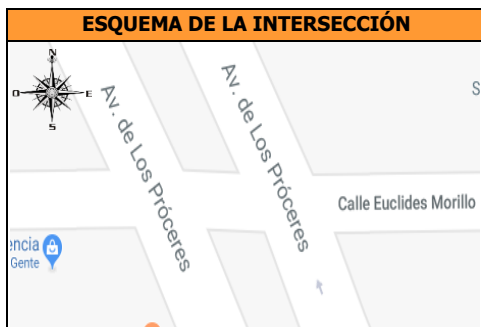 ESQUEMA DE LA INTERSECCIÓN
N
O
E
S
Av. de Los Próceres
Av. de Los Próceres
S
Calle Euclides Morillo
encia
Gente